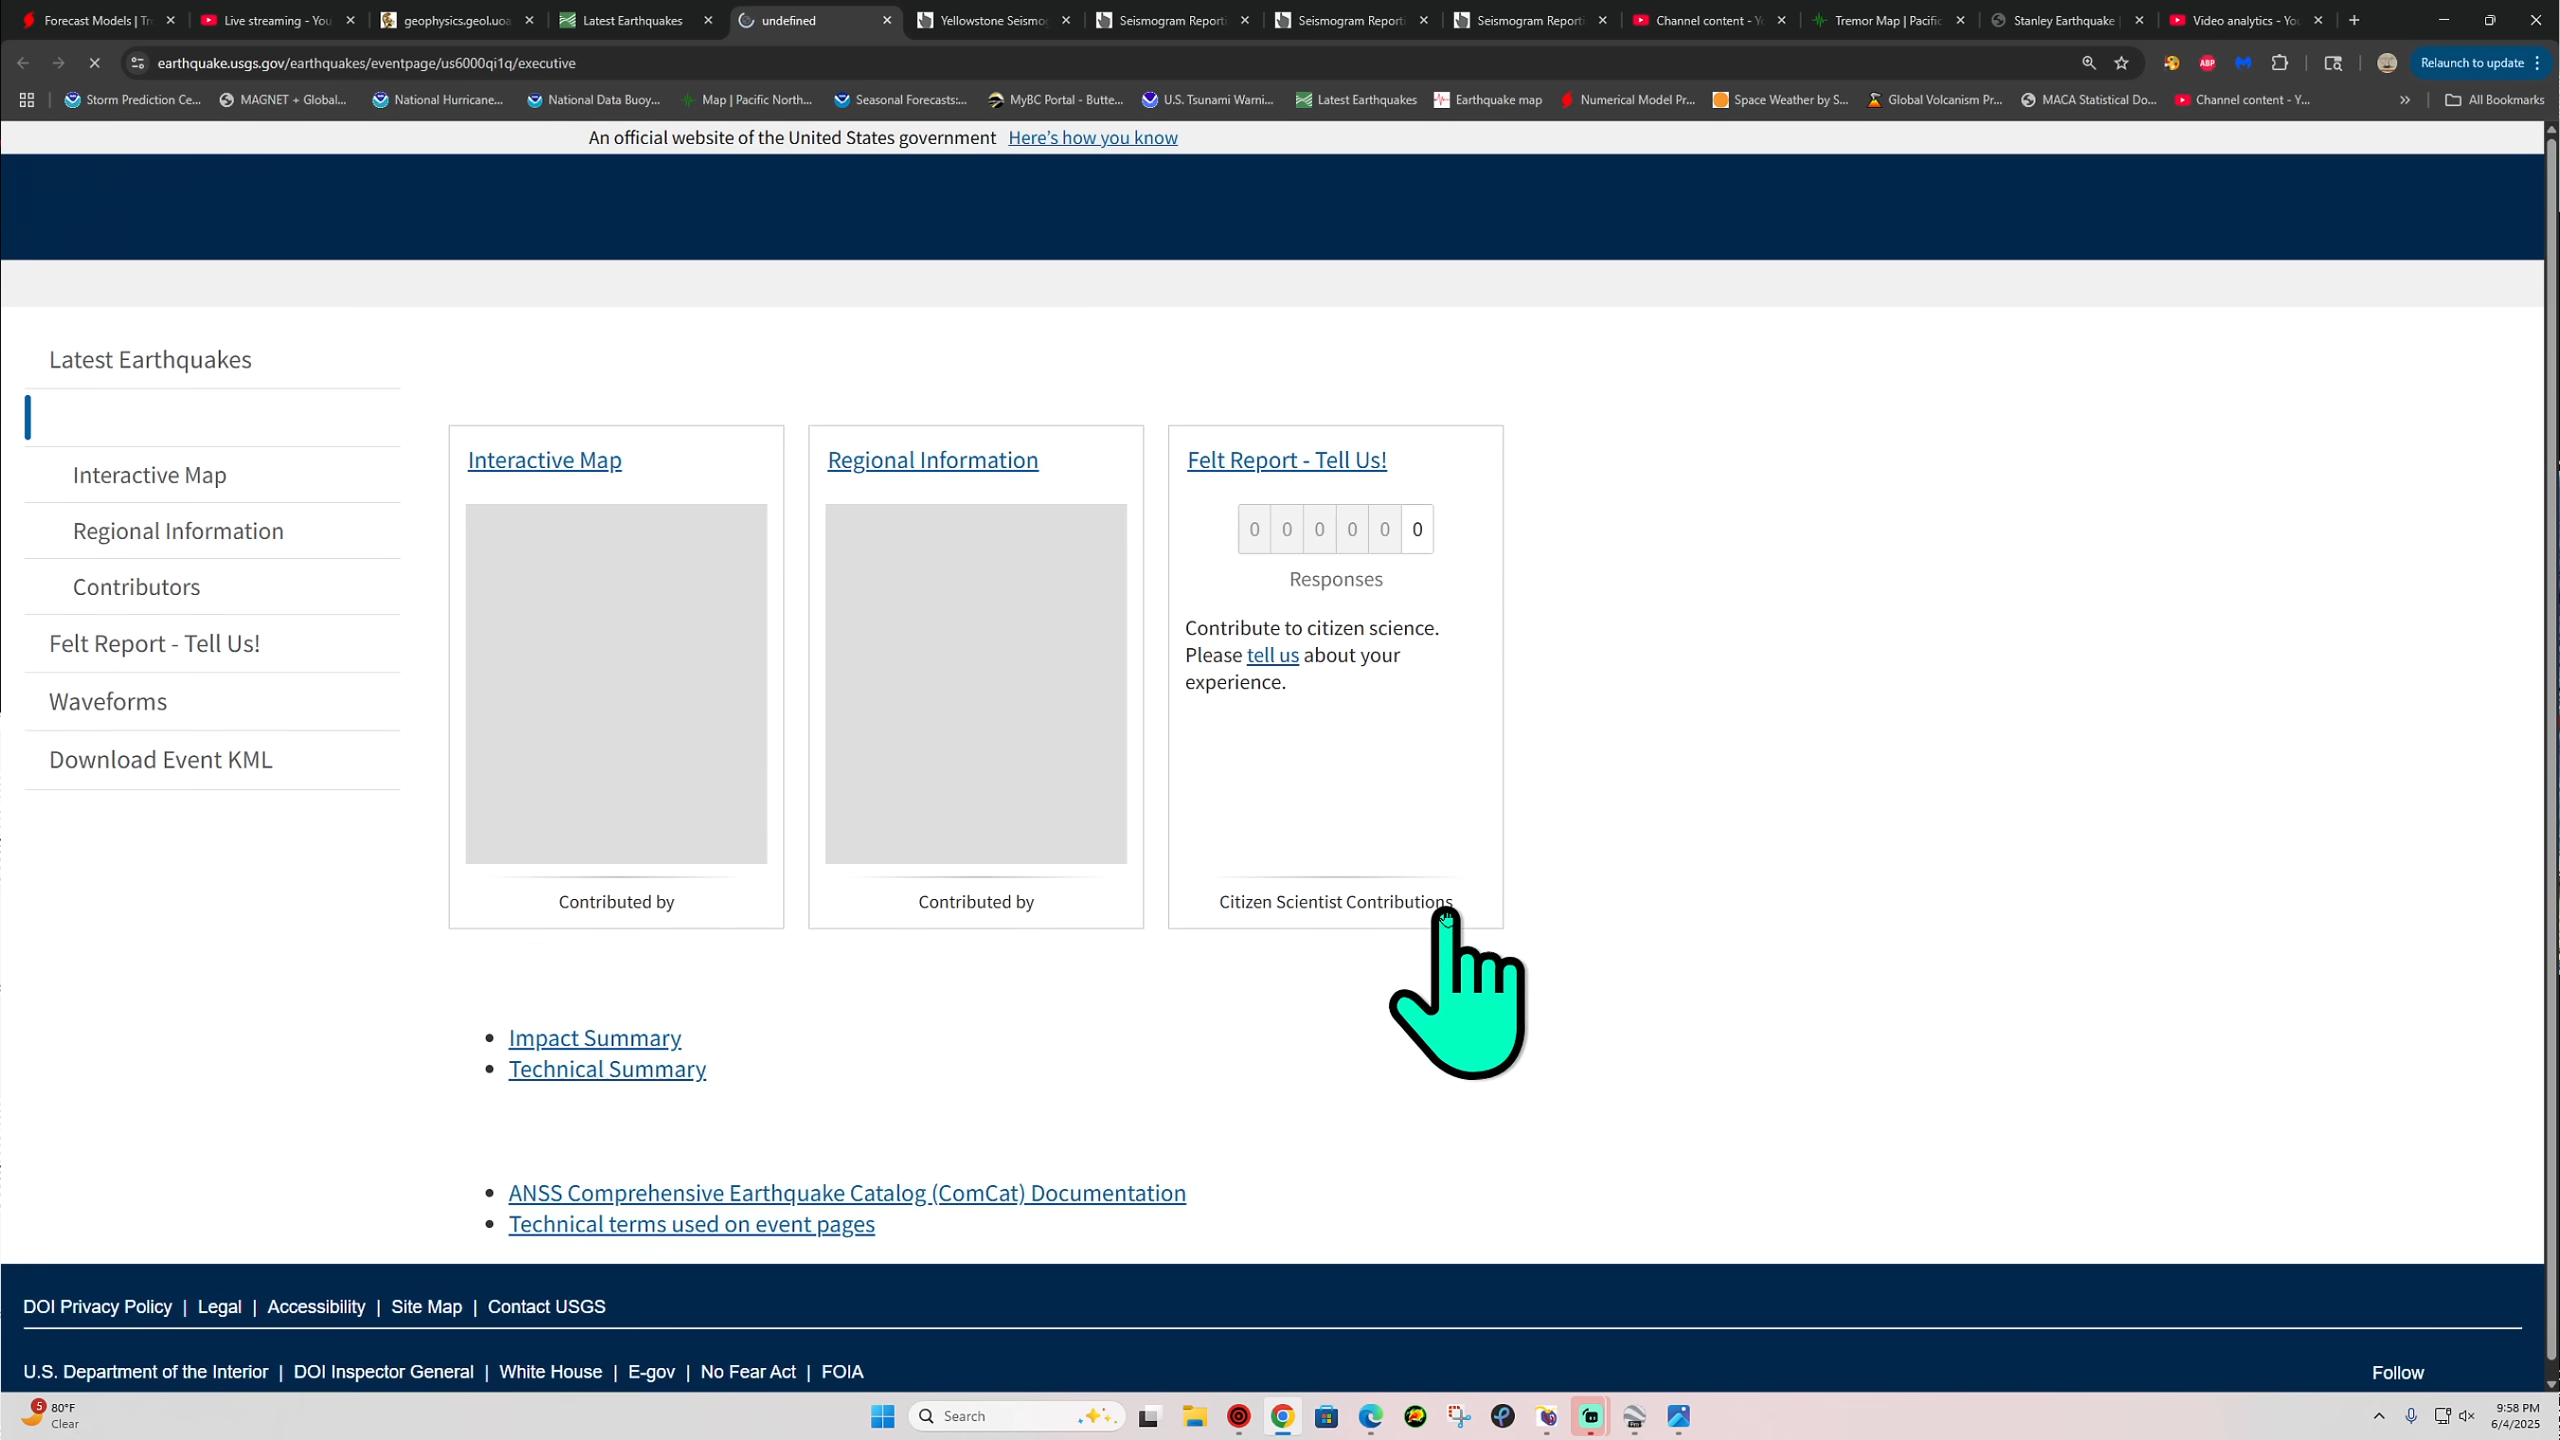 Forecast Models | Tr
Live streaming - You
geophysics.geol.uoa
Latest Earthquakes
undefined
Yellowstone Seismo
Seismogram Reporti
Seismogram Reporti
Seismogram Reporti
Channel content - Y
Tremor Map | Pacific
Stanley Earthquake |
Video analytics - You
earthquake.usgs.gov/earthquakes/eventpage/us6000qi1q/executive
ABP
Relaunch to update
Storm Prediction Ce...
MAGNET + Global...
National Hurricane...
National Data Buoy...
Map | Pacific North...
Seasonal Forecasts:...
MyBC Portal - Butte...
U.S. Tsunami Warni...
Latest Earthquakes
Earthquake map
Numerical Model Pr...
Space Weather by S...
Global Volcanism Pr...
MACA Statistical Do...
Channel content - Y...
All Bookmarks
An official website of the United States government Here's how you know
Latest Earthquakes
Interactive Map
Regional Information
Contributors
Felt Report - Tell Us!
Waveforms
Download Event KML
Interactive Map
Contributed by
Regional Information
Contributed by
Felt Report - Tell Us!
0 0 0 0 0 0
Responses
Contribute to citizen science.
Please tell us about your
experience.
Citizen Scientist Contributions
Impact Summary
Technical Summary
ANSS Comprehensive Earthquake Catalog (ComCat) Documentation
Technical terms used on event pages
DOI Privacy Policy | Legal | Accessibility | Site Map | Contact USGS
U.S. Department of the Interior | DOI Inspector General | White House | E-gov | No Fear Act | FOIA
Follow
5
80°F
Clear
Search
9:58 PM
6/4/2025